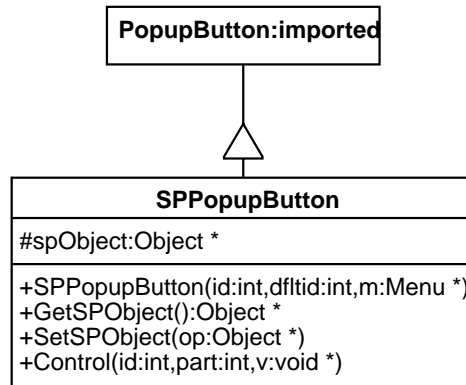 PopupButton:imported
SPPopupButton
#spObject:Object *
+SPPopupButton(id:int,dfltid:int,m:Menu *)
+GetSPObject():Object *
+SetSPObject(op:Object *)
+Control(id:int,part:int,v:void *)